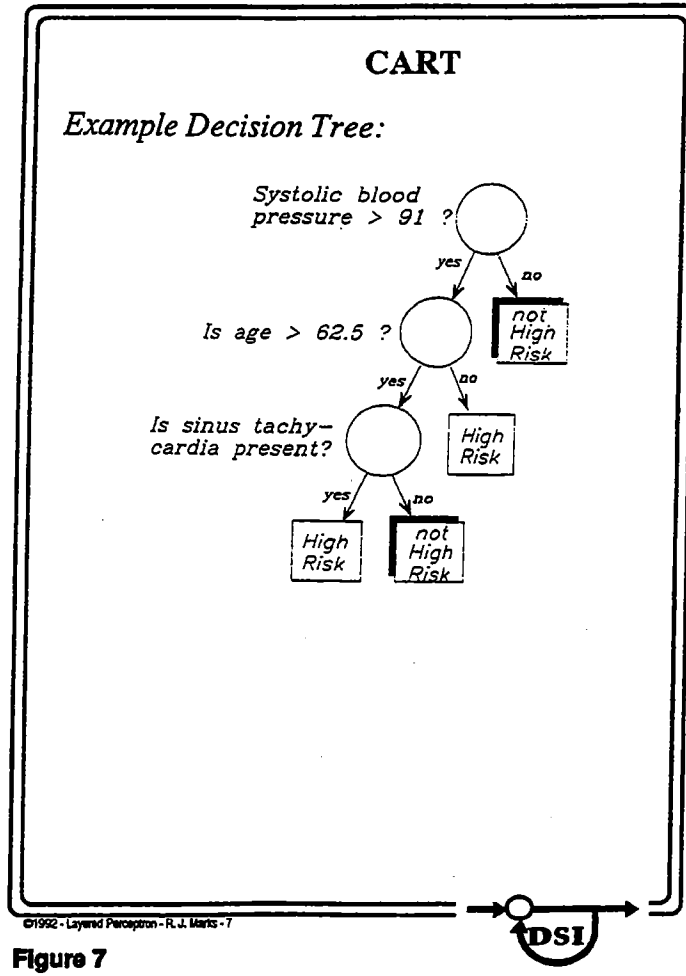 CART
Example Decision Tree:
Systolic blood
pressure > 91 ?
yes
no
not
High
Risk
Is age > 62.5 ?
yes
no
High
Risk
Is sinus tachy-
cardia present?
yes
no
High
Risk
not
High
Risk
©1992 - Layered Perceptron - R. J. Marks - 7
DSI
Figure 7